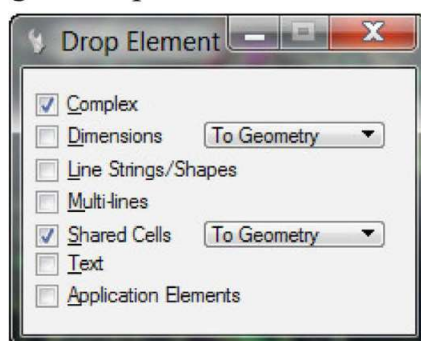 Drop Element
Complex
Dimensions To Geometry
Line Strings/Shapes
Multi-lines
Shared Cells To Geometry
Text
Application Elements